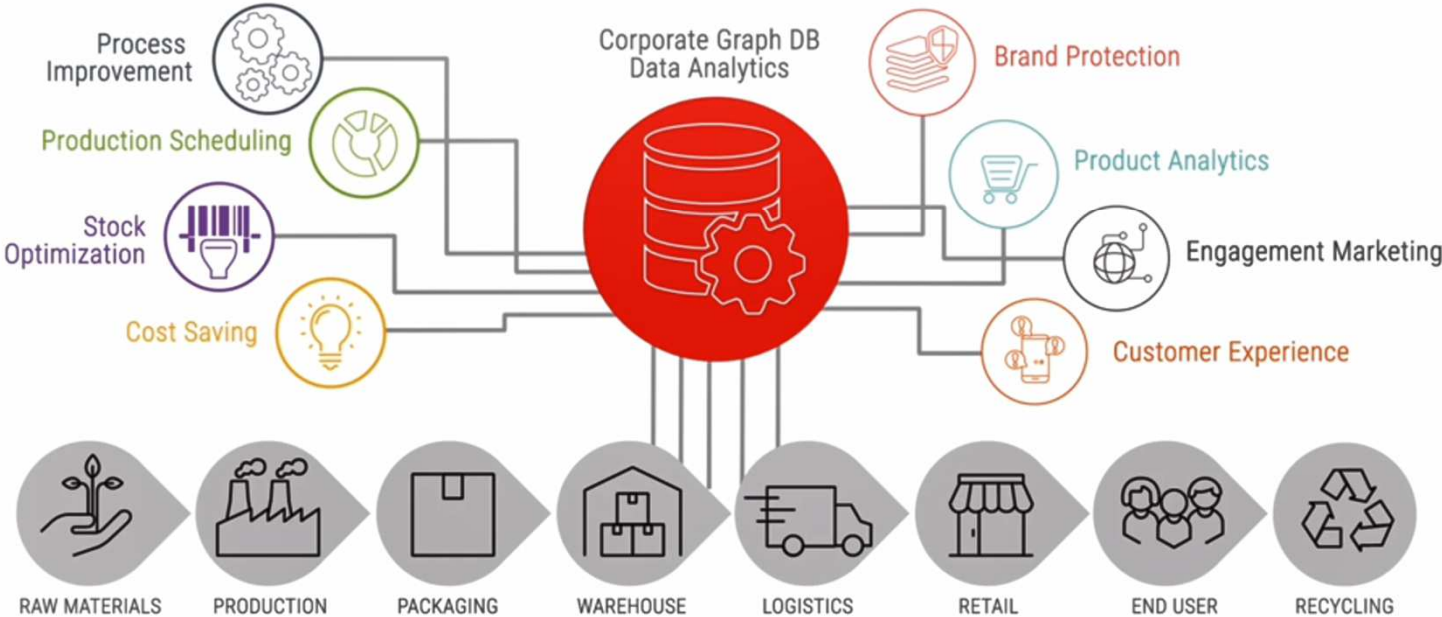 Process
Improvement
Production Scheduling
Stock
Optimization
Cost Saving
Corporate Graph DB
Data Analytics
Brand Protection
Product Analytics
Engagement Marketing
Customer Experience
RAW MATERIALS
PRODUCTION
PACKAGING
WAREHOUSE
LOGISTICS
RETAIL
END USER
RECYCLING